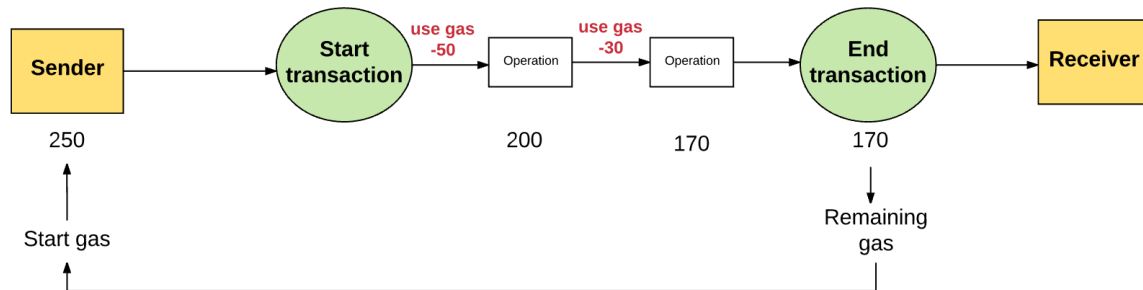 Sender
Start
transaction
use gas
-50
Operation
use gas
-30
Operation
End
transaction
Receiver
250
200
170
170
Start gas
Remaining
gas